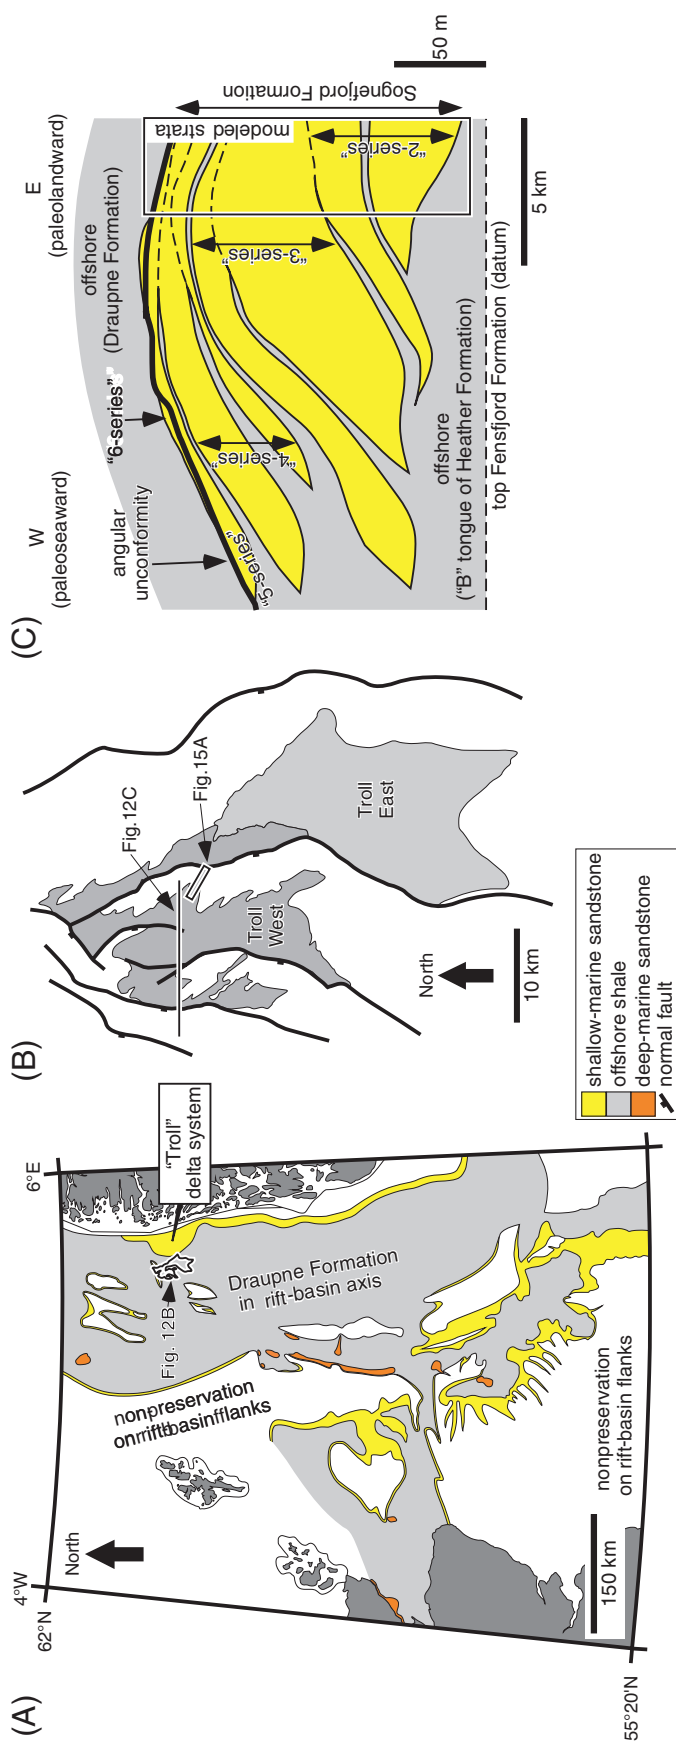 (A)
4°W
6°E
62°N
55°20'N
North
"Troll"
delta system
Fig. 12B
Draupne Formation
in rift-basin axis
nonpreservation
on rift-basin flanks
nonpreservation
on rift-basin flanks
150 km
(B)
Fig.12C
Fig.15A
Troll
West
Troll
East
North
10 km
shallow-marine sandstone
offshore shale
deep-marine sandstone
normal fault
(C)
W
(paleoseaward)
E
(paleolandward)
angular
unconformity
"6-series"
offshore
(Draupne Formation)
"5-series"
"4-series"
"3-series"
"2-series"
modeled strata
Sognefjord Formation
offshore
("B" tongue of Heather Formation)
top Fensfjord Formation (datum)
50 m
5 km